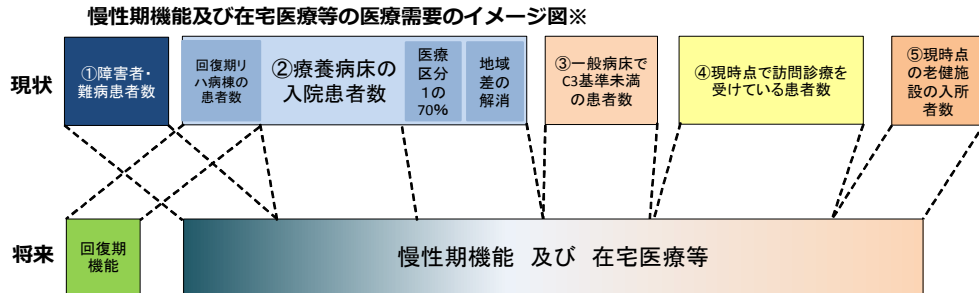 慢性期機能及び在宅医療等の医療需要のイメージ図※
現状
①障害者・
難病患者数
回復期リ
ハ病棟の
患者数
②療養病床の
入院患者数
医療
区分
1の
70%
地域
差の
解消
③一般病床で
C3基準未満
の患者数
④現時点で訪問診療を
受けている患者数
⑤現時点
の老健施
設の入所
者数
将来
回復期
機能
慢性期機能 及び 在宅医療等